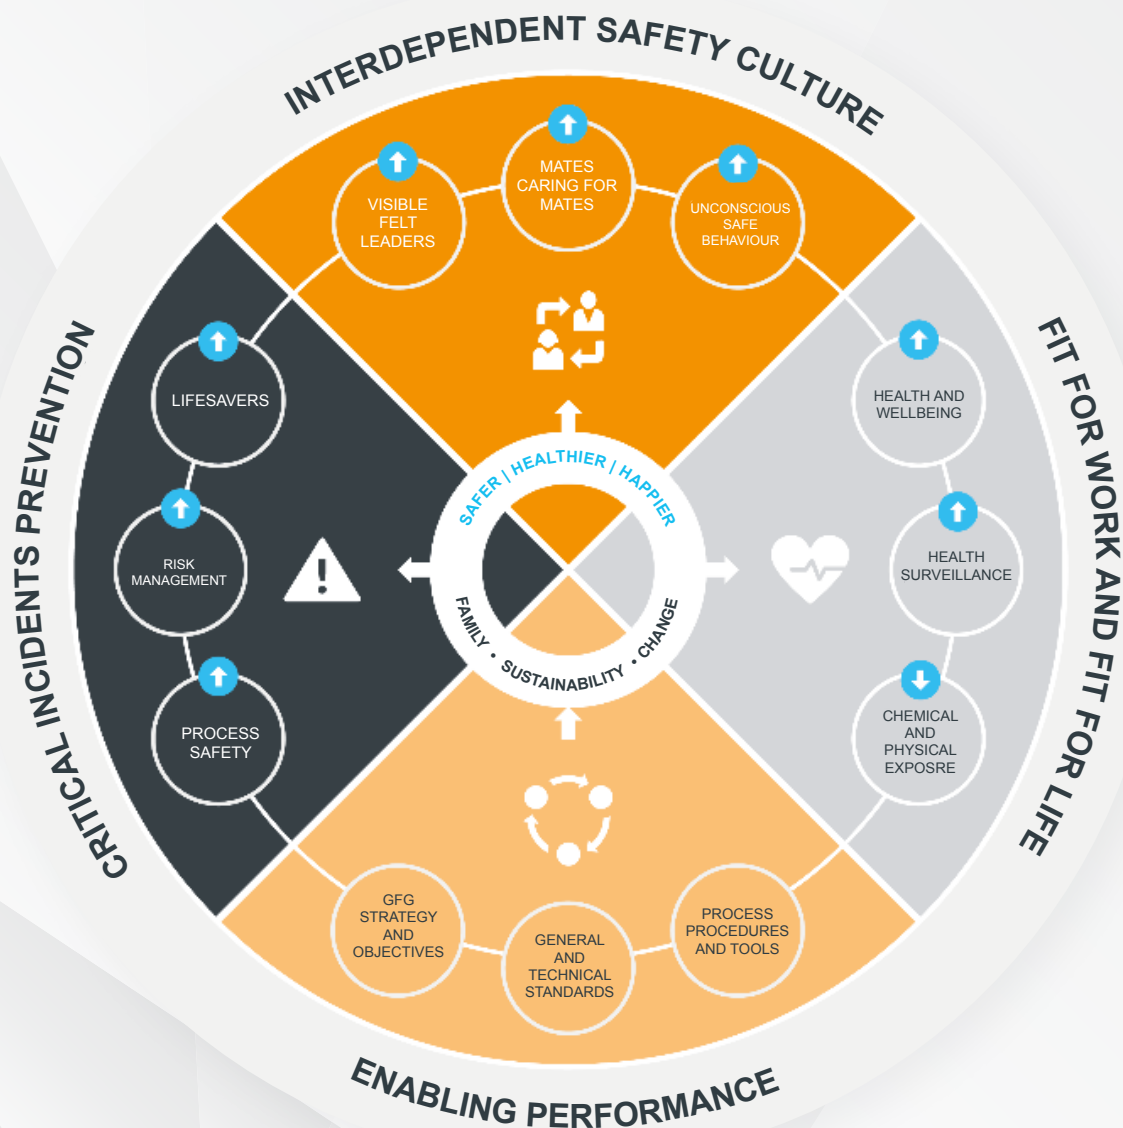 INTERDEPENDENT SAFETY CULTURE
MATES
CARING FOR
MATES
VISIBLE
FELT
LEADERS
UNCONSCIOUS
SAFE
BEHAVIOUR
CRITICAL INCIDENTS PREVENTION
LIFESAVERS
RISK
MANAGEMENT
PROCESS
SAFETY
SAFER | HEALTHIER | HAPPIER
FAMILY • SUSTAINABILITY • CHANGE
FIT FOR WORK AND FIT FOR LIFE
HEALTH AND
WELLBEING
HEALTH
SURVEILLANCE
CHEMICAL
AND
PHYSICAL
EXPOSRE
GFG
STRATEGY
AND
OBJECTIVES
GENERAL
AND
TECHNICAL
STANDARDS
PROCESS
PROCEDURES
AND TOOLS
ENABLING PERFORMANCE